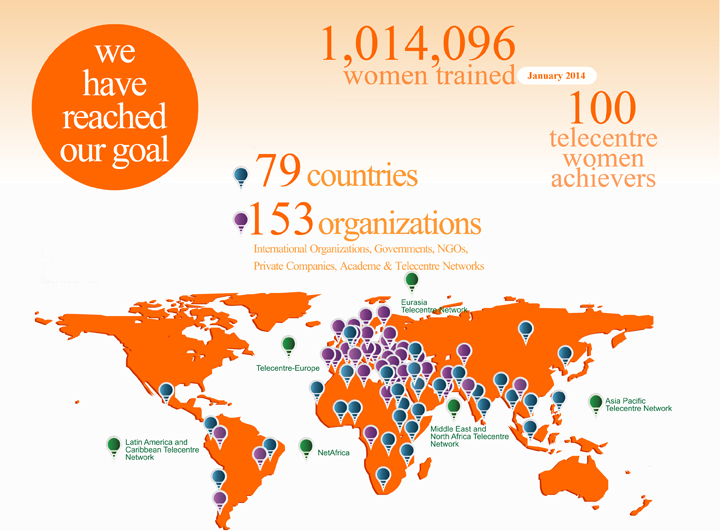 we
have
reached
our goal
1,014,096
women trained
January 2014
100
telecentre
women
achievers
79 countries
153 organizations
International Organizations, Governments, NGOs,
Private Companies, Academe & Telecentre Networks
Eurasia
Telecentre Network
Telecentre-Europe
Asia Pacific
Telecentre Network
Middle East and
North Africa Telecentre
Network
Latin America and
Caribbean Telecentre
Network
NetAfrica